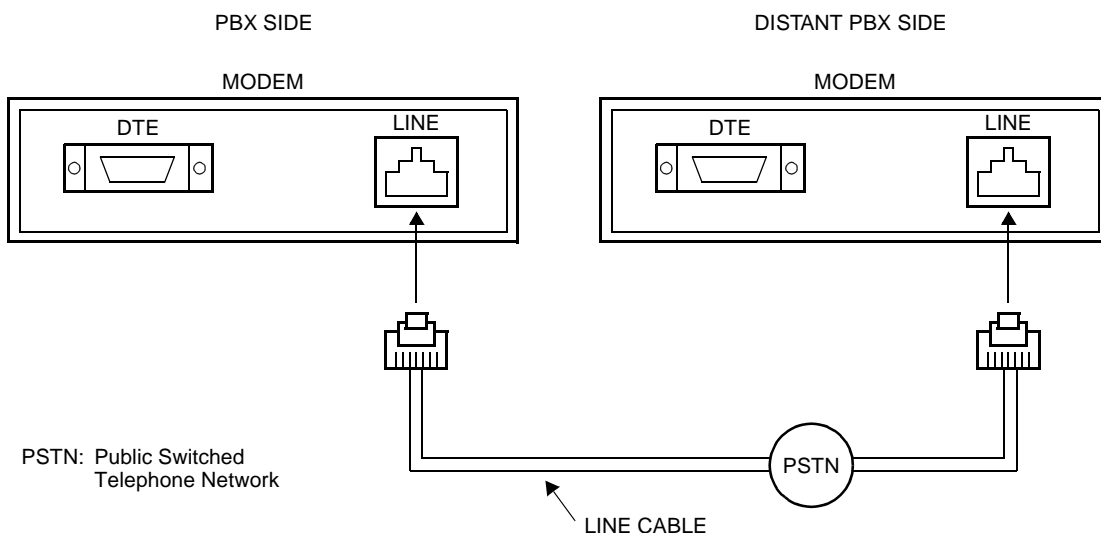 PBX SIDE
DISTANT PBX SIDE
MODEM
MODEM
DTE
LINE
DTE
LINE
PSTN: Public Switched
Telephone Network
PSTN
LINE CABLE